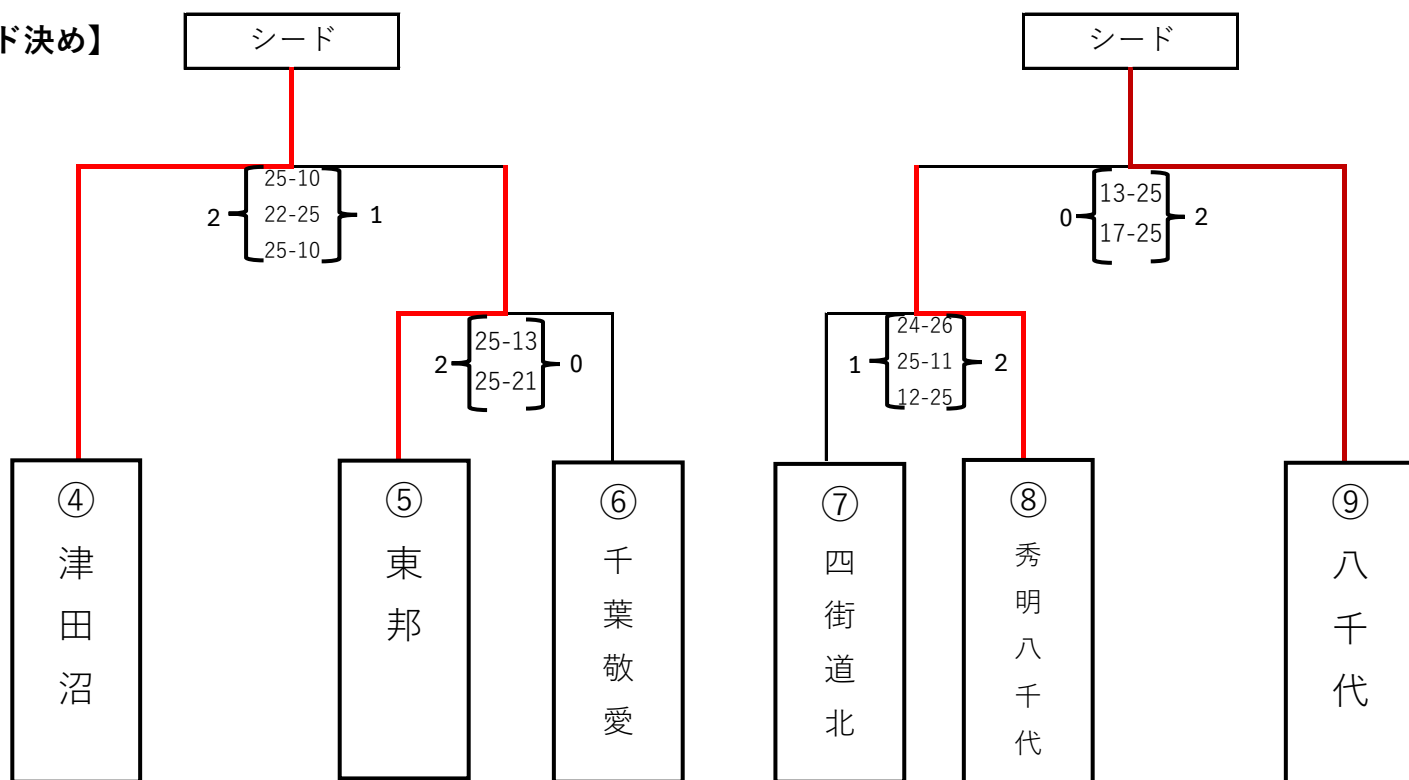 ド決め】
シード
シード
25-10
22-25
25-10
2
1
13-25
17-25
0
2
25-13
25-21
2
0
24-26
25-11
12-25
1
2
④
津田沼
⑤
東邦
⑥
千葉敬愛
⑦
四街道北
⑧
秀明八千代
⑨
八千代